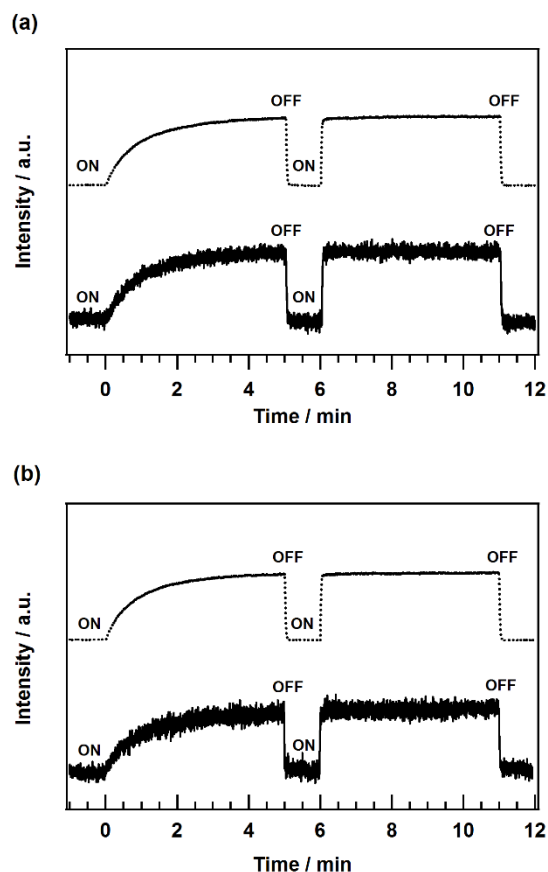 (a)
Intensity / a.u.
OFF
OFF
ON
ON
OFF
OFF
ON
ON
0 2 4 6 8 10 12
Time / min
(b)
Intensity / a.u.
OFF
OFF
ON
ON
OFF
OFF
ON
ON
0 2 4 6 8 10 12
Time / min